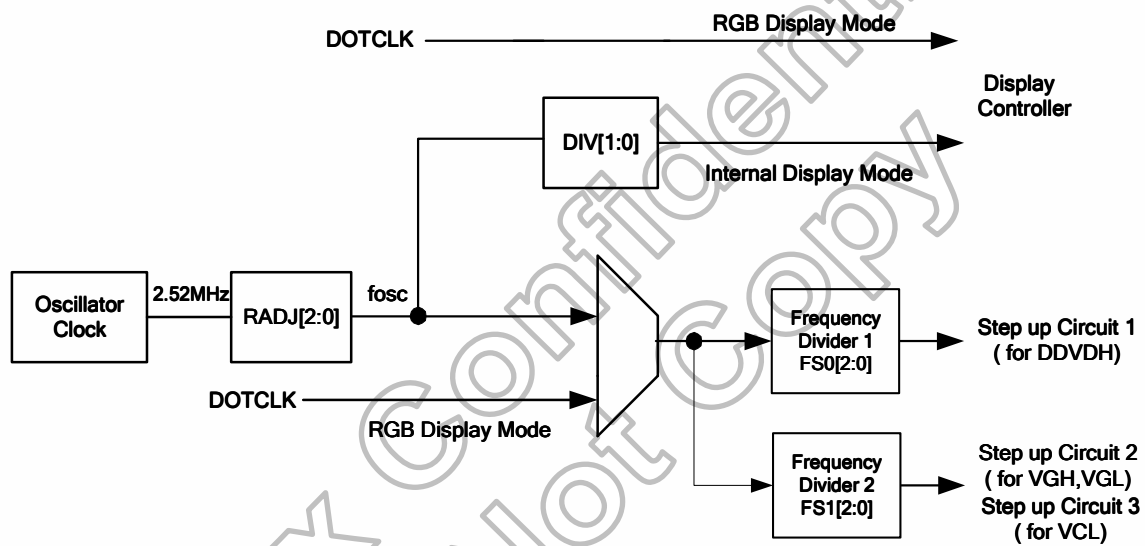 RGB Display Mode
DOTCLK
Display
Controller
DIV[1:0]
Internal Display Mode
Oscillator
Clock
2.52MHz
RADJ[2:0]
fosc
Frequency
Divider 1
FS0[2:0]
Step up Circuit 1
( for DDVDH)
DOTCLK
RGB Display Mode
Frequency
Divider 2
FS1[2:0]
Step up Circuit 2
( for VGH,VGL)
Step up Circuit 3
( for VCL)
Confidenti
Copy